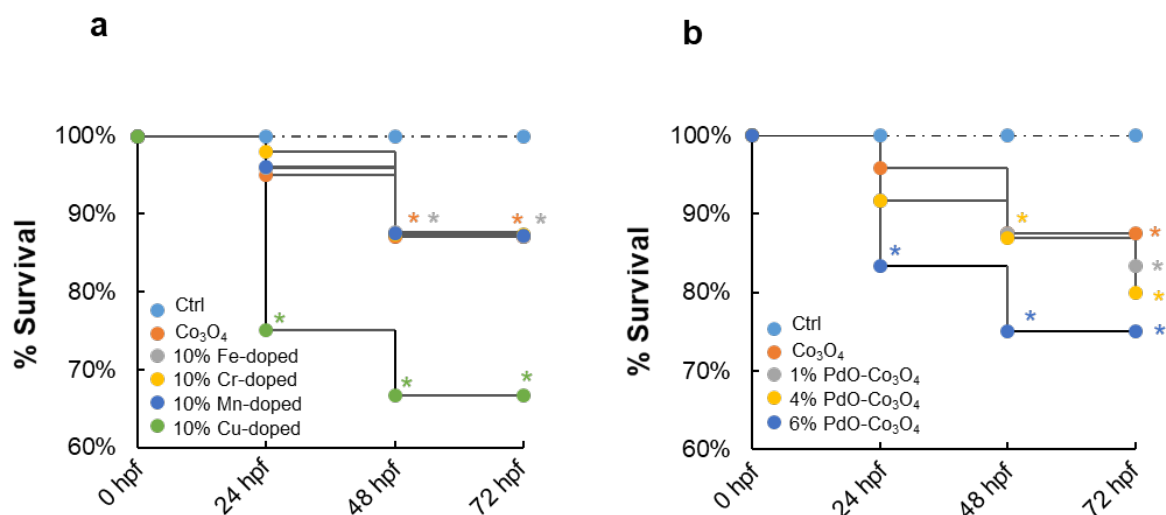 a
100%
90%
80%
70%
60%
% Survival
Ctrl
Co₃O₄
10% Fe-doped
10% Cr-doped
10% Mn-doped
10% Cu-doped
* *
* *
*
*
*
0 hpf
24 hpf
48 hpf
72 hpf
b
100%
90%
80%
70%
60%
% Survival
Ctrl
Co₃O₄
1% PdO-Co₃O₄
4% PdO-Co₃O₄
6% PdO-Co₃O₄
*
*
*
*
*
*
*
0 hpf
24 hpf
48 hpf
72 hpf